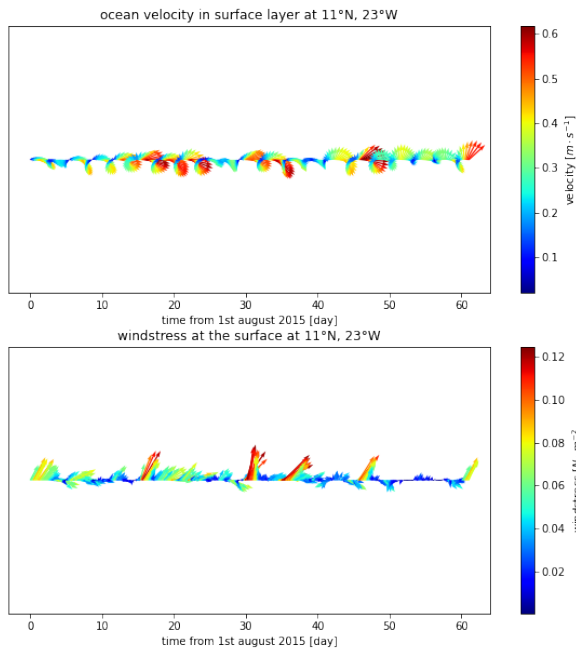 ocean velocity in surface layer at 11°N, 23°W
0.6
0.5
0.4
0.3
0.2
0.1
velocity [m · s⁻¹]
0 10 20 30 40 50 60
time from 1st august 2015 [day]
windstress at the surface at 11°N, 23°W
0.12
0.10
0.08
0.06
0.04
0.02
windstress [N · m⁻²]
0 10 20 30 40 50 60
time from 1st august 2015 [day]